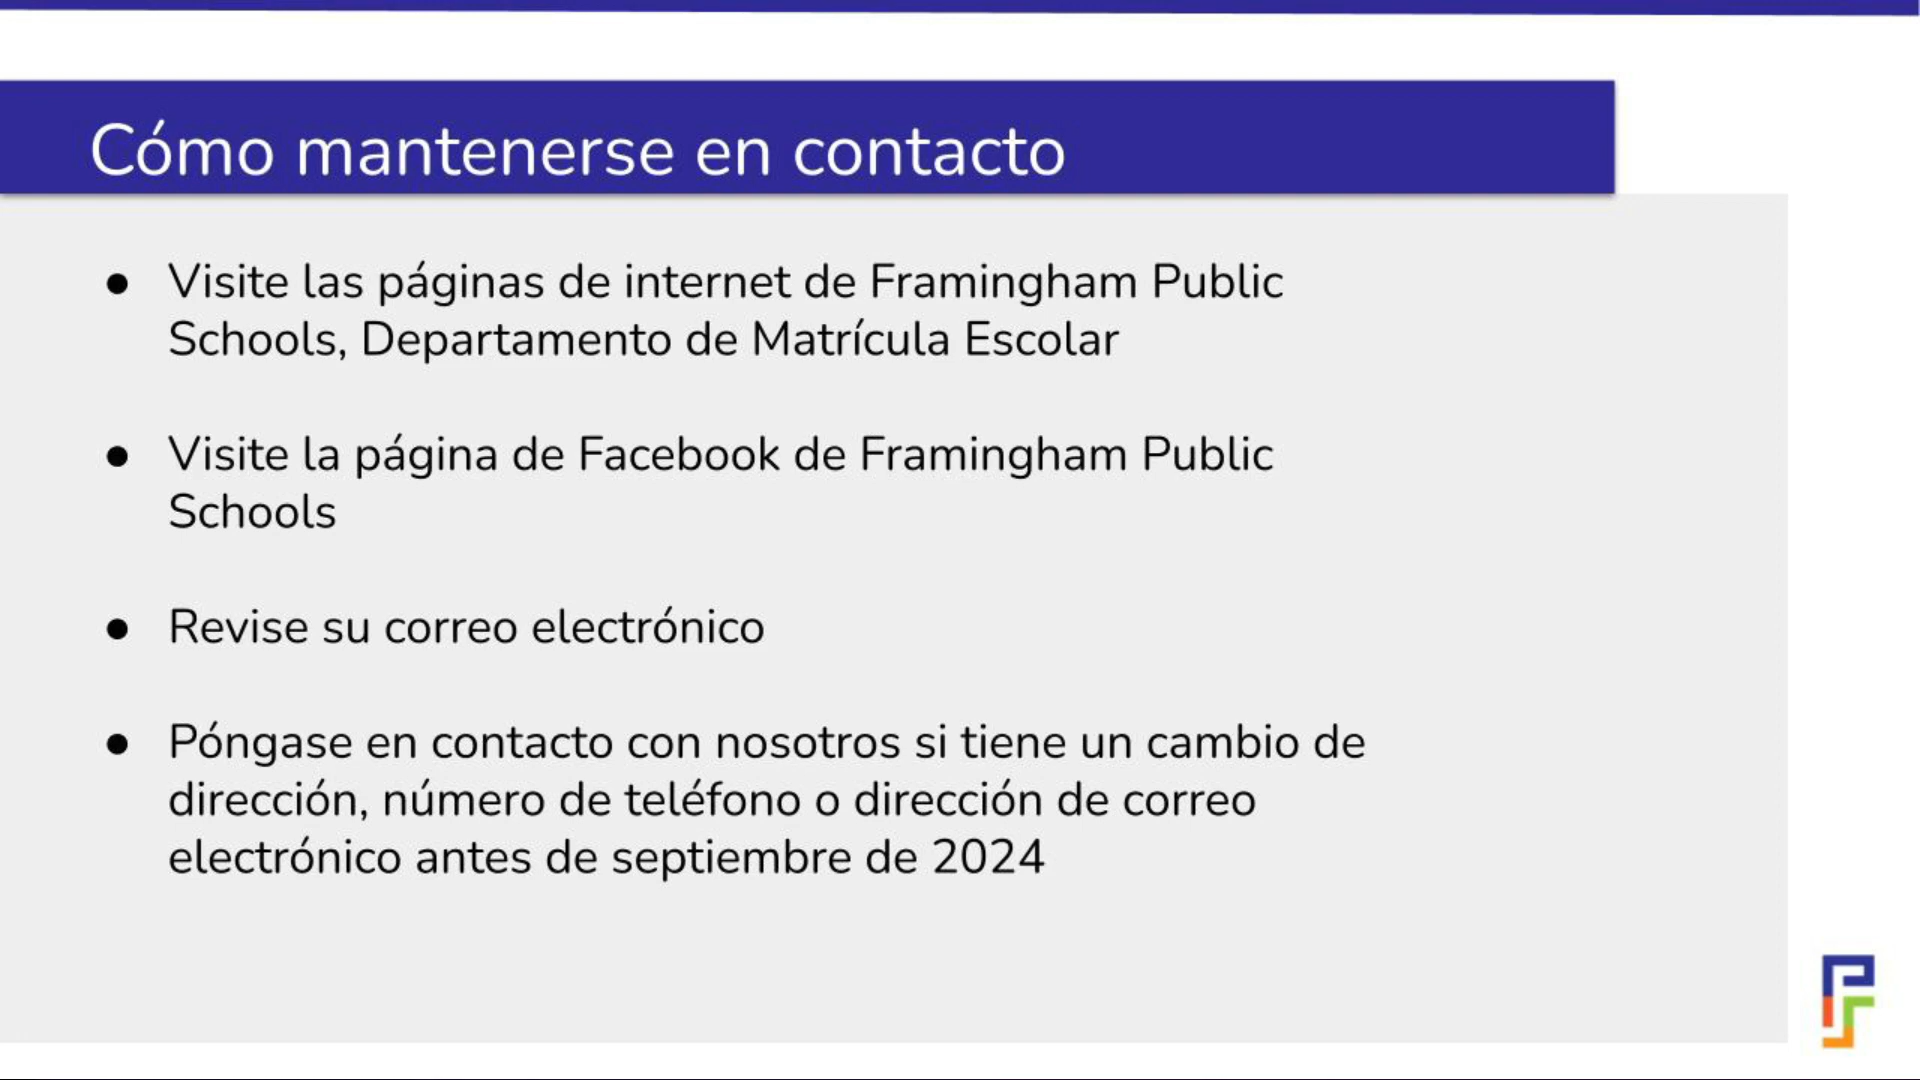 Cómo mantenerse en contacto
● Visite las páginas de internet de Framingham Public
Schools, Departamento de Matrícula Escolar
● Visite la página de Facebook de Framingham Public
Schools
● Revise su correo electrónico
● Póngase en contacto con nosotros si tiene un cambio de
dirección, número de teléfono o dirección de correo
electrónico antes de septiembre de 2024